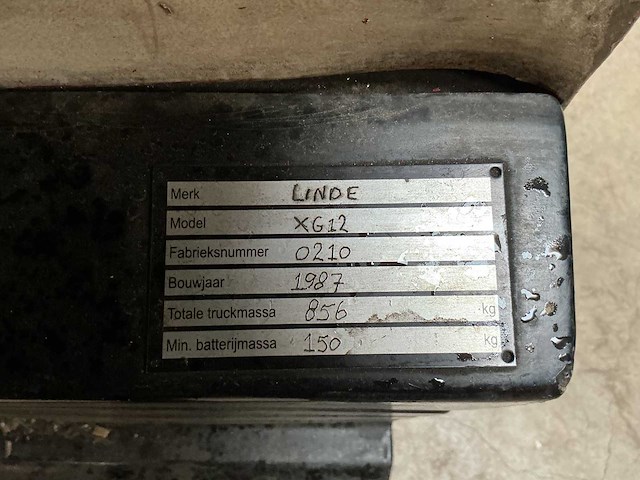 Merk LINDE
Model XG12
Fabrieksnummer 0210
Bouwjaar 1987
Totale truckmassa 856 kg
Min. batterijmassa 150 kg